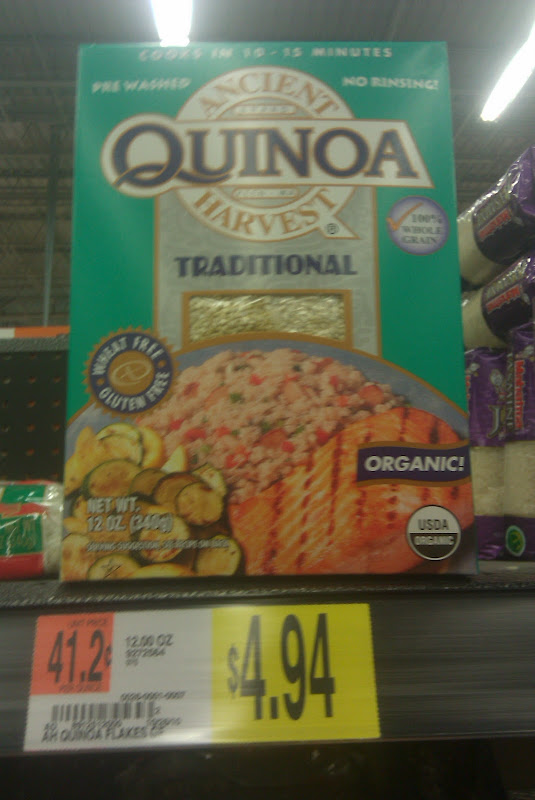 COOKS IN 10-15 MINUTES
PRE WASHED
NO RINSING!
ANCIENT
QUINOA
HARVEST®
100%
WHOLE
GRAIN
TRADITIONAL
WHEAT FREE
GLUTEN FREE
ORGANIC!
NET WT.
12 OZ. (340g)
USDA
ORGANIC
UNIT PRICE
41.2¢
PER OUNCE
12.00 OZ
9272064
$4.94
AH QUINOA FLAKES GF